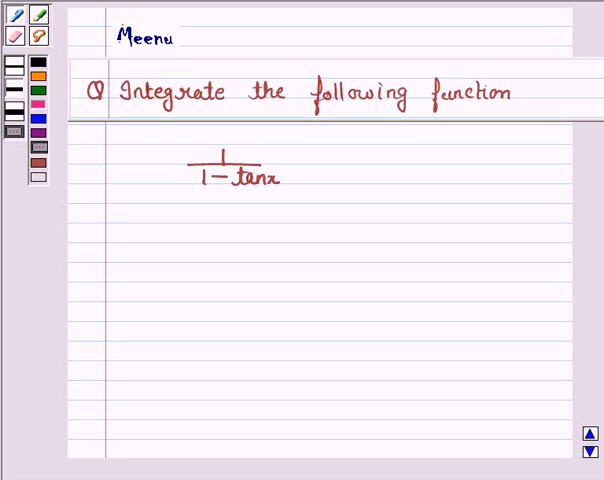 Meenu
Q Integrate the following function
1
1 - tanx